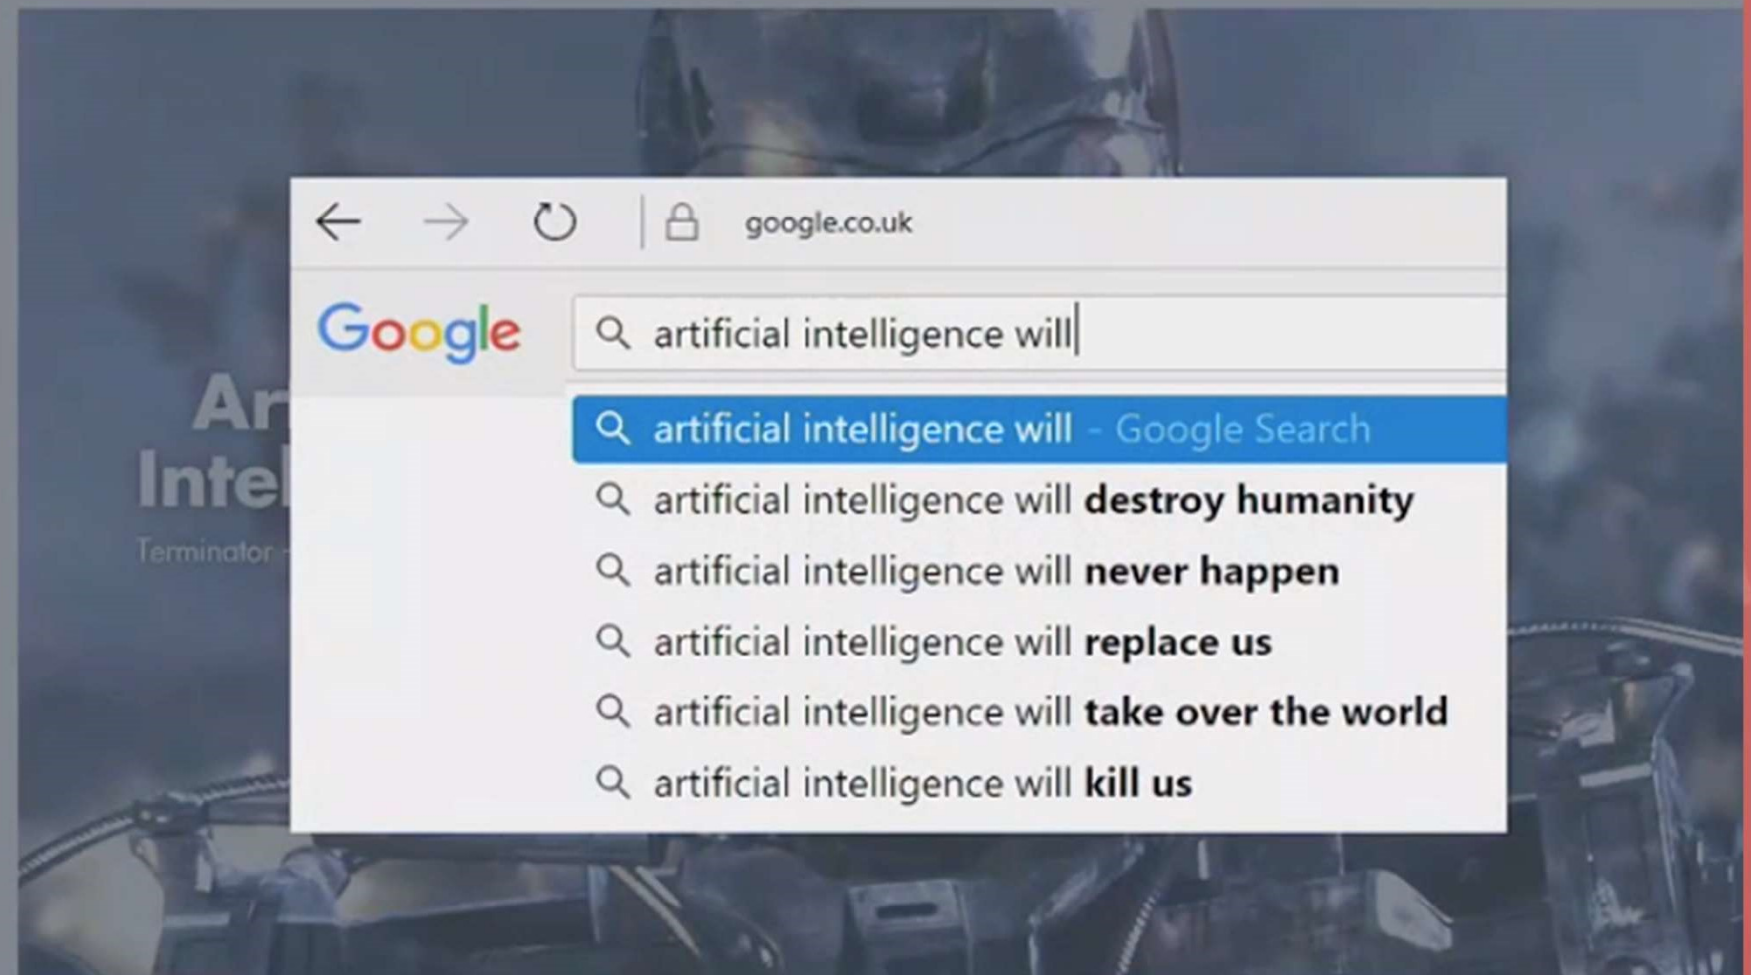 google.co.uk
Google
artificial intelligence will
artificial intelligence will - Google Search
artificial intelligence will destroy humanity
artificial intelligence will never happen
artificial intelligence will replace us
artificial intelligence will take over the world
artificial intelligence will kill us
Ar
Intel
Terminator -